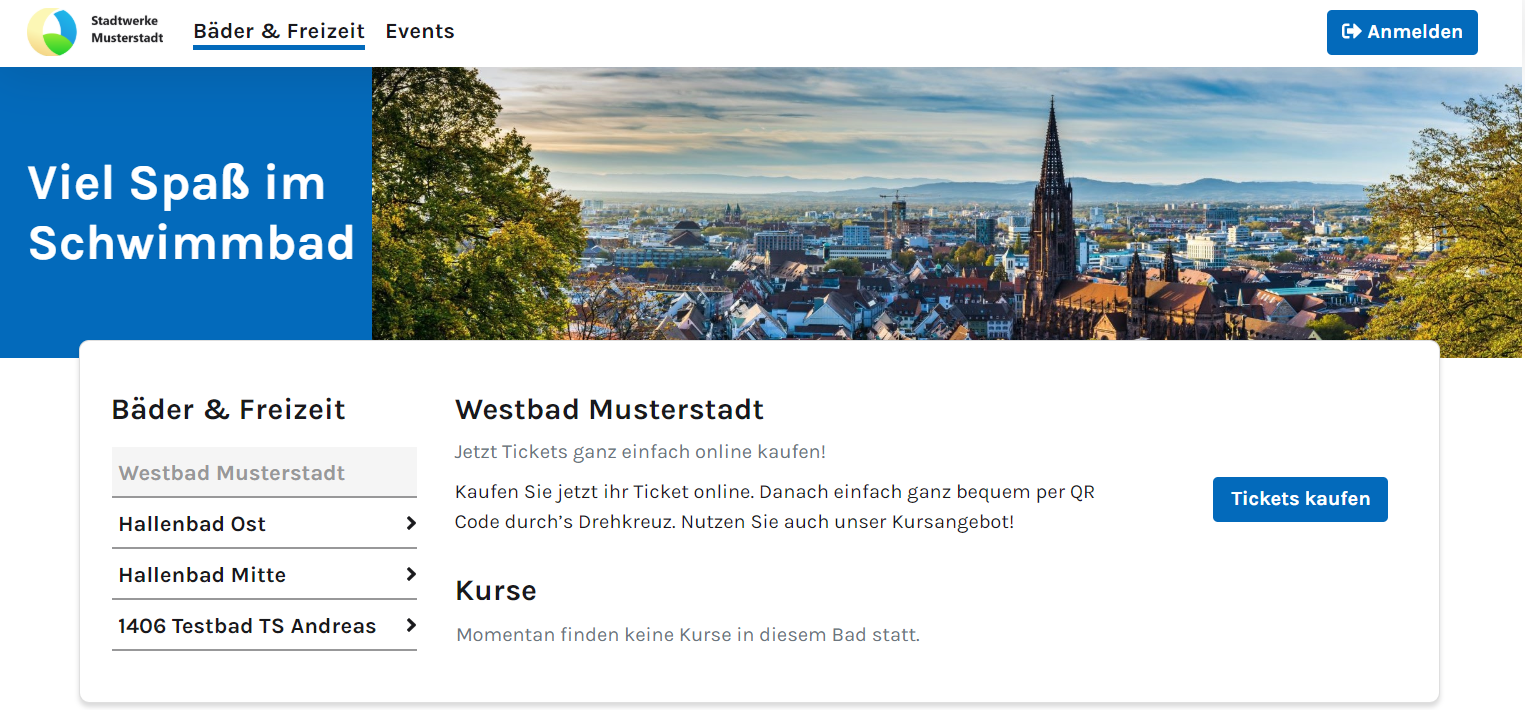 Stadtwerke
Musterstadt
Bäder & Freizeit
Events
Anmelden
Viel Spaß im
Schwimmbad
Bäder & Freizeit
Westbad Musterstadt
Hallenbad Ost
Hallenbad Mitte
1406 Testbad TS Andreas
Westbad Musterstadt
Jetzt Tickets ganz einfach online kaufen!
Kaufen Sie jetzt ihr Ticket online. Danach einfach ganz bequem per QR
Code durch’s Drehkreuz. Nutzen Sie auch unser Kursangebot!
Tickets kaufen
Kurse
Momentan finden keine Kurse in diesem Bad statt.